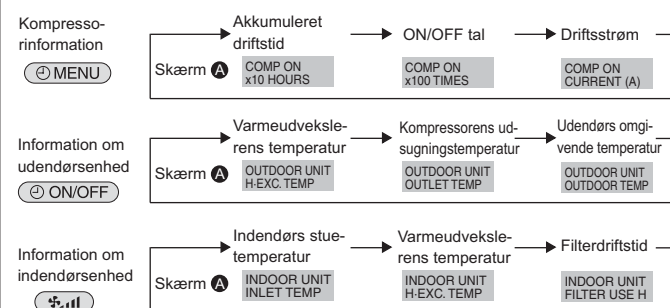 Kompresso-
rinformation
MENU
Akkumuleret
driftstid
ON/OFF tal
Driftsstrøm
Skærm A
COMP ON
x10 HOURS
COMP ON
x100 TIMES
COMP ON
CURRENT (A)
Information om
udendørsenhed
ON/OFF
Varmeudveksle-
rens temperatur
Kompressorens ud-
sugningstemperatur
Udendørs omgi-
vende temperatur
Skærm A
OUTDOOR UNIT
H·EXC. TEMP
OUTDOOR UNIT
OUTLET TEMP
OUTDOOR UNIT
OUTDOOR TEMP
Information om
indendørsenhed
Indendørs stue-
temperatur
Varmeudveksle-
rens temperatur
Filterdriftstid
Skærm A
INDOOR UNIT
INLET TEMP
INDOOR UNIT
H·EXC. TEMP
INDOOR UNIT
FILTER USE H